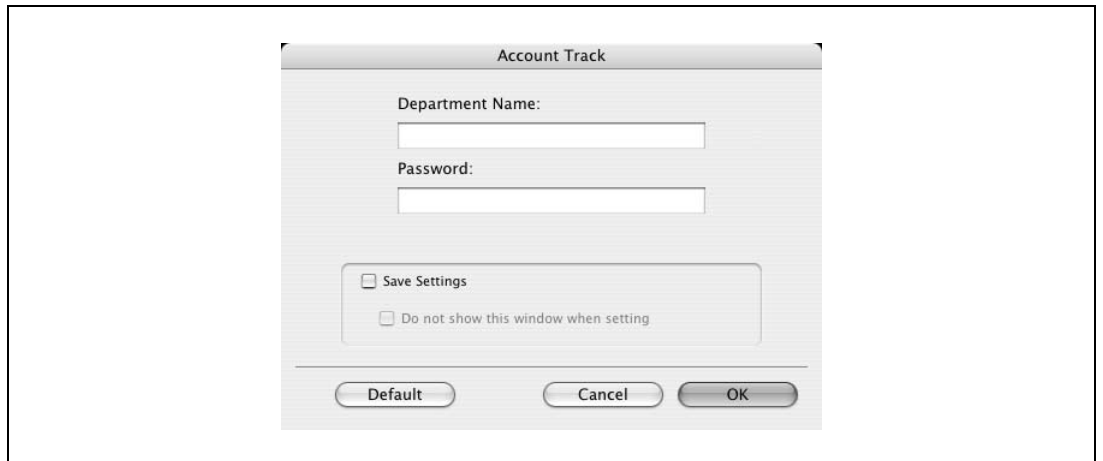 Account Track
Department Name:
Password:
Save Settings
Do not show this window when setting
Default Cancel OK